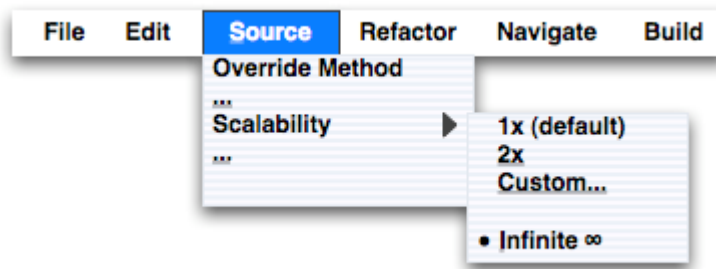 File Edit Source Refactor Navigate Build
Override Method
...
Scalability
...
1x (default)
2x
Custom...
• Infinite ∞